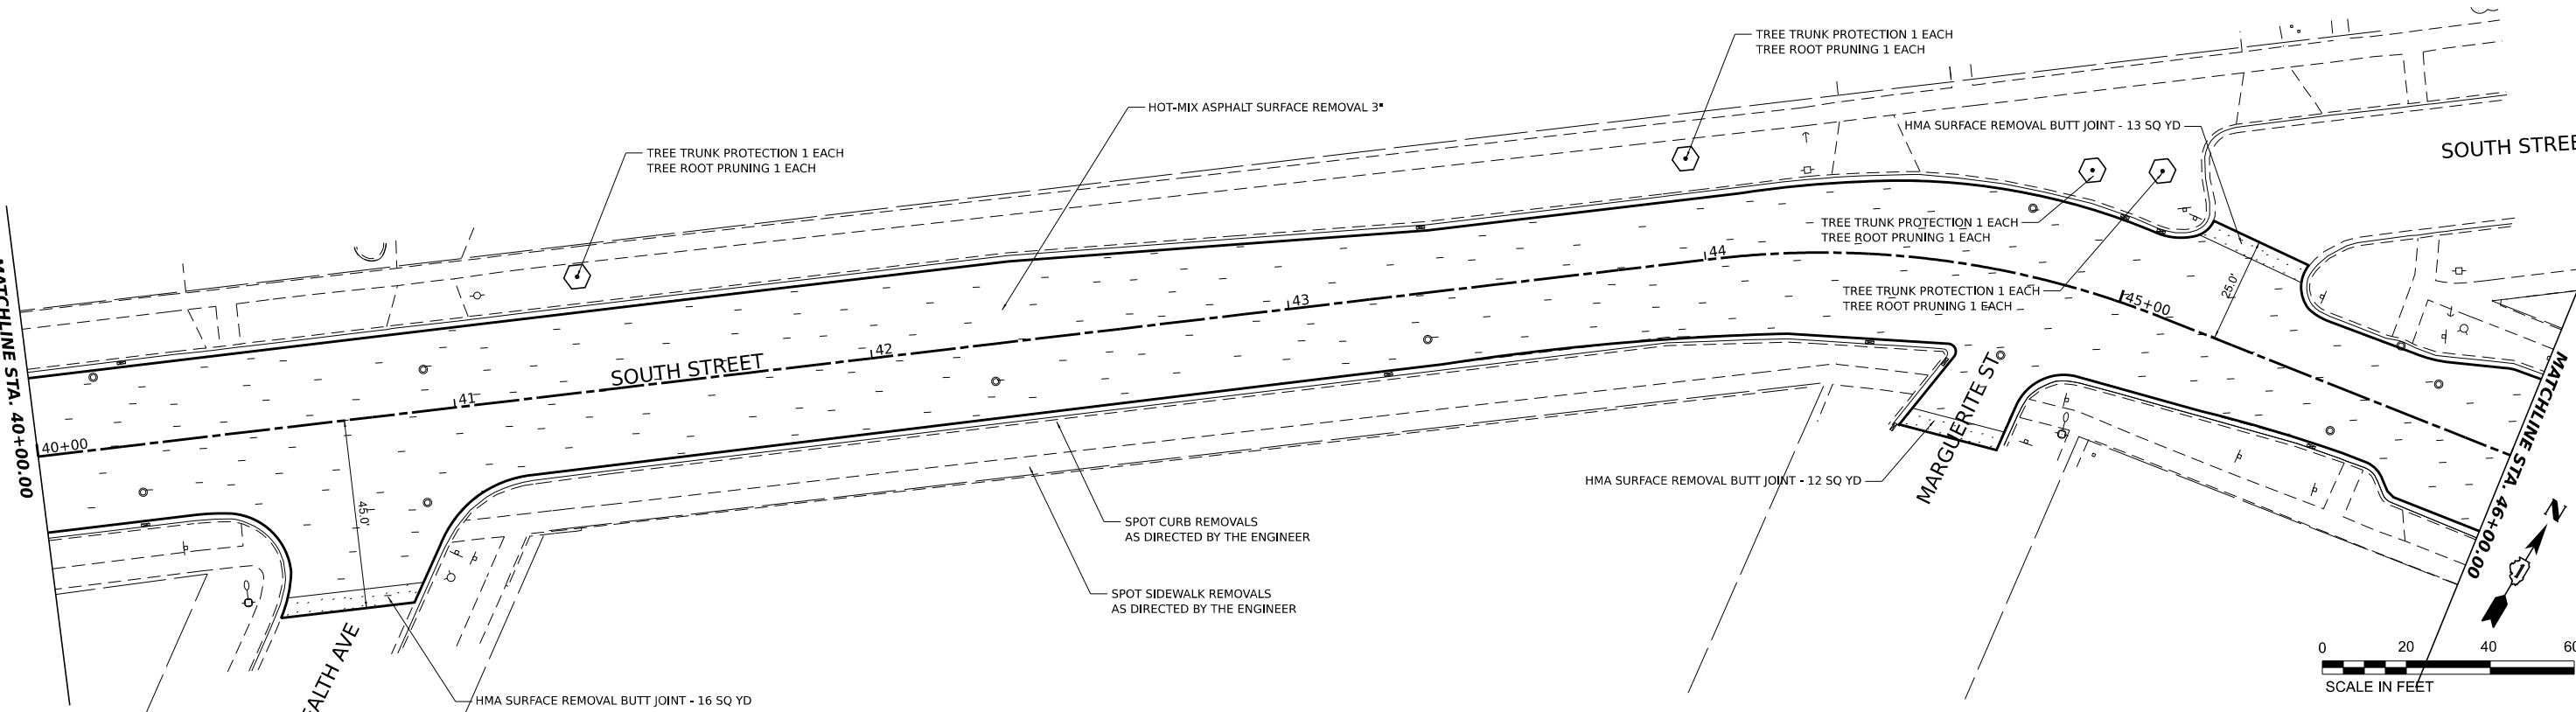 TREE TRUNK PROTECTION 1 EACH
TREE ROOT PRUNING 1 EACH
HOT-MIX ASPHALT SURFACE REMOVAL 3"
TREE TRUNK PROTECTION 1 EACH
TREE ROOT PRUNING 1 EACH
HMA SURFACE REMOVAL BUTT JOINT - 13 SQ YD
SOUTH STREE
TREE TRUNK PROTECTION 1 EACH
TREE ROOT PRUNING 1 EACH
TREE TRUNK PROTECTION 1 EACH
TREE ROOT PRUNING 1 EACH
25.0'
MATCHLINE STA. 40+00.00
40+00
41
42
43
44
45+00
SOUTH STREET
45.0'
MARGUERITE ST
MATCHLINE STA. 46+00.00
HMA SURFACE REMOVAL BUTT JOINT - 12 SQ YD
SPOT CURB REMOVALS
AS DIRECTED BY THE ENGINEER
SPOT SIDEWALK REMOVALS
AS DIRECTED BY THE ENGINEER
EALTH AVE
HMA SURFACE REMOVAL BUTT JOINT - 16 SQ YD
N
0 20 40 60
SCALE IN FEET